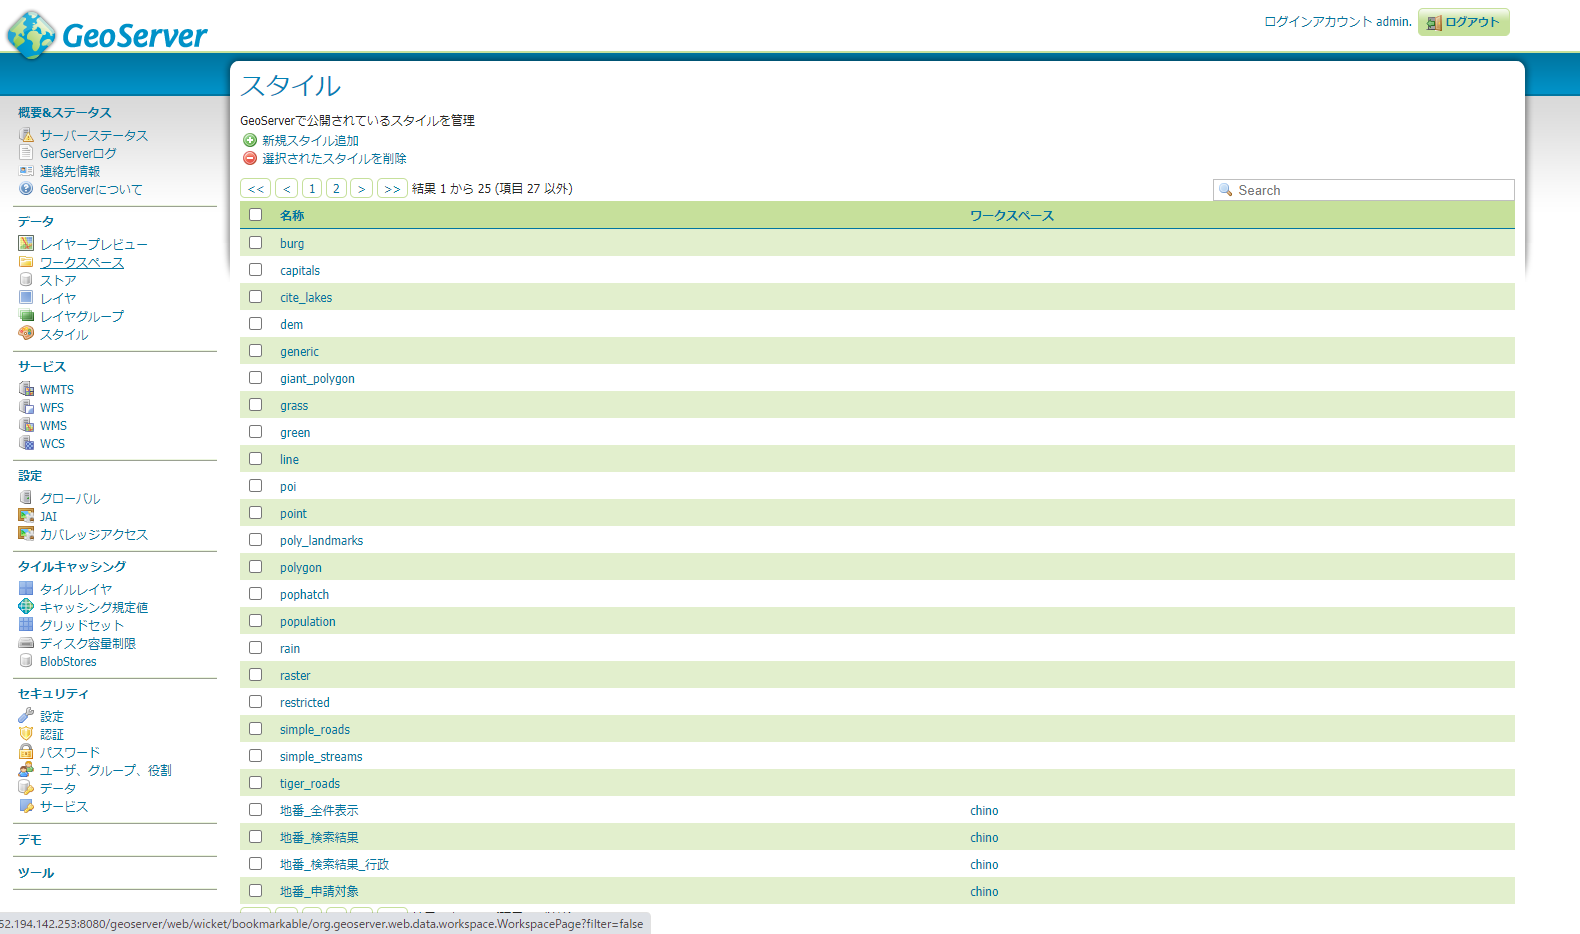 GeoServer
ログインアカウント admin.
ログアウト
概要&ステータス
サーバーステータス
GerServerログ
連絡先情報
GeoServerについて
データ
レイヤープレビュー
ワークスペース
ストア
レイヤ
レイヤグループ
スタイル
サービス
WMTS
WFS
WMS
WCS
設定
グローバル
JAI
カバレッジアクセス
タイルキャッシング
タイルレイヤ
キャッシング規定値
グリッドセット
ディスク容量制限
BlobStores
セキュリティ
設定
認証
パスワード
ユーザ、グループ、役割
データ
サービス
デモ
ツール
スタイル
GeoServerで公開されているスタイルを管理
新規スタイル追加
選択されたスタイルを削除
<< < 1 2 > >> 結果 1 から 25 (項目 27 以外)
Search
名称 ワークスペース
burg
capitals
cite_lakes
dem
generic
giant_polygon
grass
green
line
poi
point
poly_landmarks
polygon
pophatch
population
rain
raster
restricted
simple_roads
simple_streams
tiger_roads
地番_全件表示 chino
地番_検索結果 chino
地番_検索結果_行政 chino
地番_申請対象 chino
52.194.142.253:8080/geoserver/web/wicket/bookmarkable/org.geoserver.web.data.workspace.WorkspacePage?filter=false